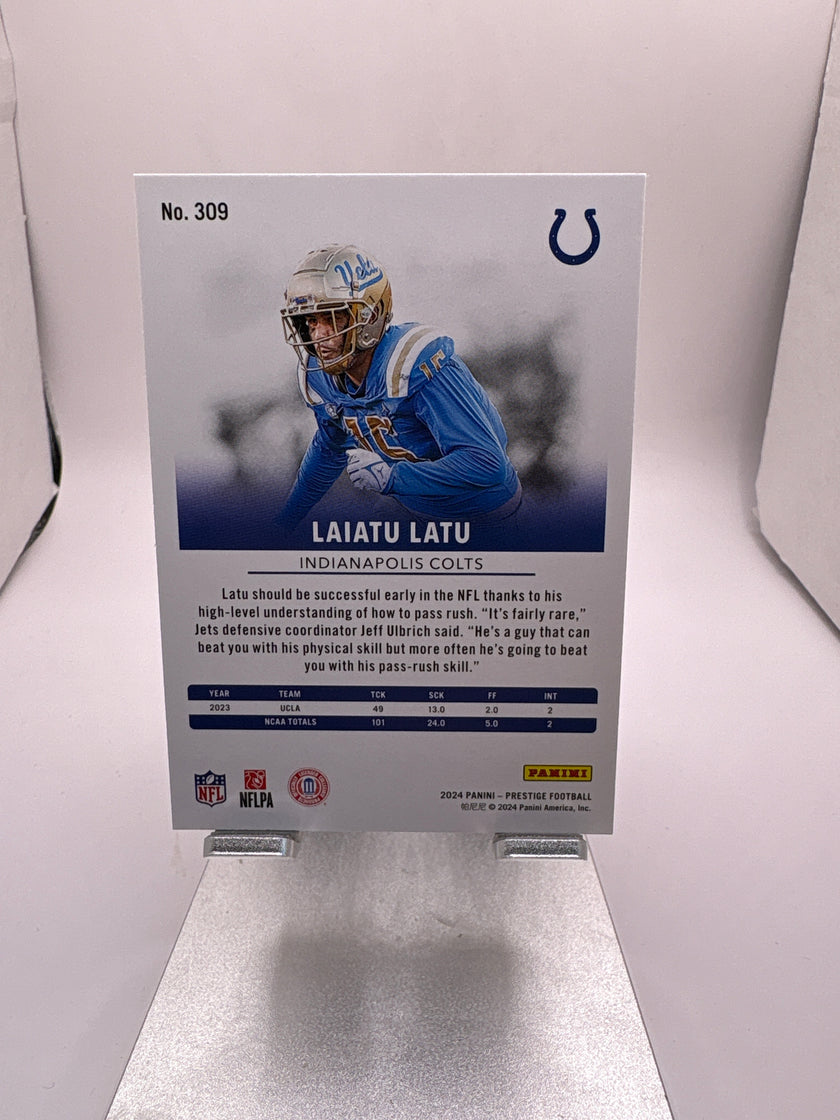 No. 309
Ucla
15
15
LAIATU LATU
INDIANAPOLIS COLTS
Latu should be successful early in the NFL thanks to his
high-level understanding of how to pass rush. “It’s fairly rare,”
Jets defensive coordinator Jeff Ulbrich said. “He’s a guy that can
beat you with his physical skill but more often he’s going to beat
you with his pass-rush skill.”
YEAR TEAM TCK SCK FF INT
2023 UCLA 49 13.0 2.0 2
NCAA TOTALS 101 24.0 5.0 2
PANINI
NFL NFLPA
2024 PANINI – PRESTIGE FOOTBALL
帕尼尼 © 2024 Panini America, Inc.